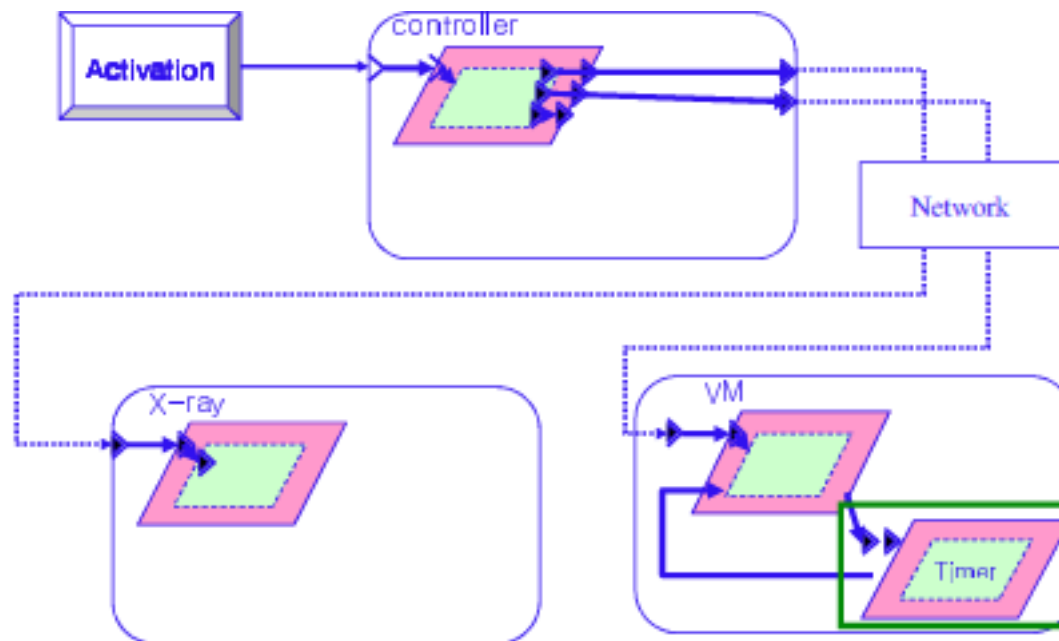 controller
Activation
Network
X-ray
VM
Timer